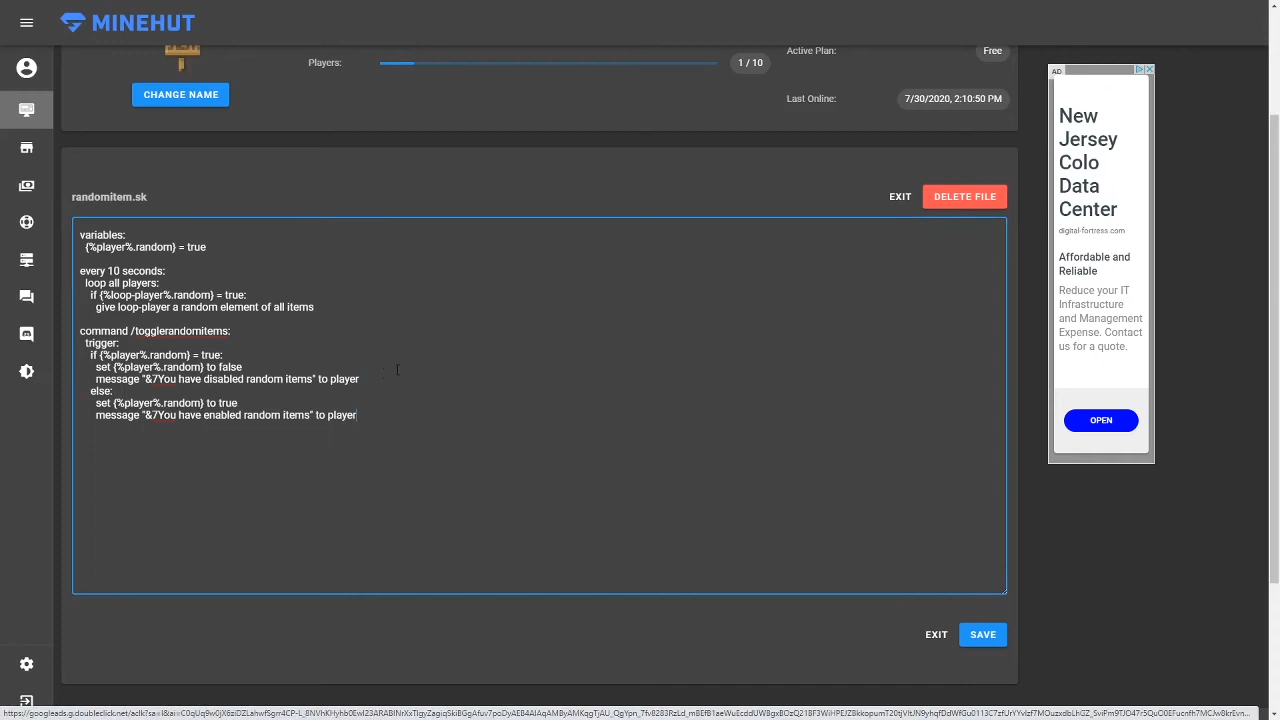 MINEHUT
Players:
1 / 10
Active Plan:
Free
CHANGE NAME
Last Online:
7/30/2020, 2:10:50 PM
randomitem.sk
EXIT
DELETE FILE
variables:
{%player%.random} = true
every 10 seconds:
loop all players:
if {%loop-player%.random} = true:
give loop-player a random element of all items
command /togglerandomitems:
trigger:
if {%player%.random} = true:
set {%player%.random} to false
message "&7You have disabled random items" to player
else:
set {%player%.random} to true
message "&7You have enabled random items" to player
EXIT
SAVE
AD
New
Jersey
Colo
Data
Center
digital-fortress.com
Affordable and
Reliable
Reduce your IT
Infrastructure
and Management
Expense. Contact
us for a quote.
OPEN